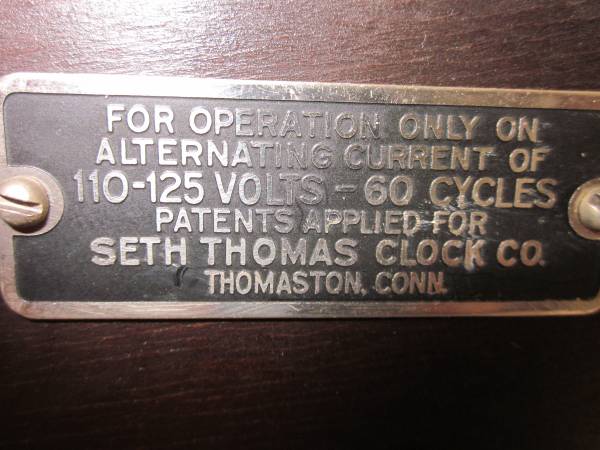 FOR OPERATION ONLY ON
ALTERNATING CURRENT OF
110-125 VOLTS - 60 CYCLES
PATENTS APPLIED FOR
SETH THOMAS CLOCK CO.
THOMASTON, CONN.